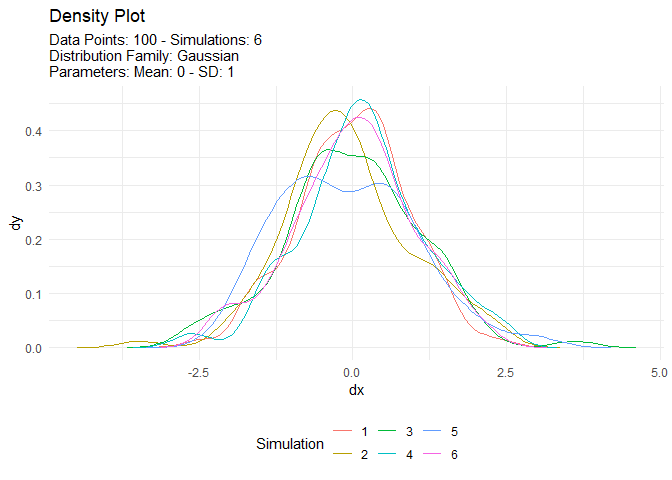 Density Plot
Data Points: 100 - Simulations: 6
Distribution Family: Gaussian
Parameters: Mean: 0 - SD: 1
0.4
0.3
0.2
0.1
0.0
dy
-2.5
0.0
2.5
5.0
dx
Simulation
1 3 5
2 4 6